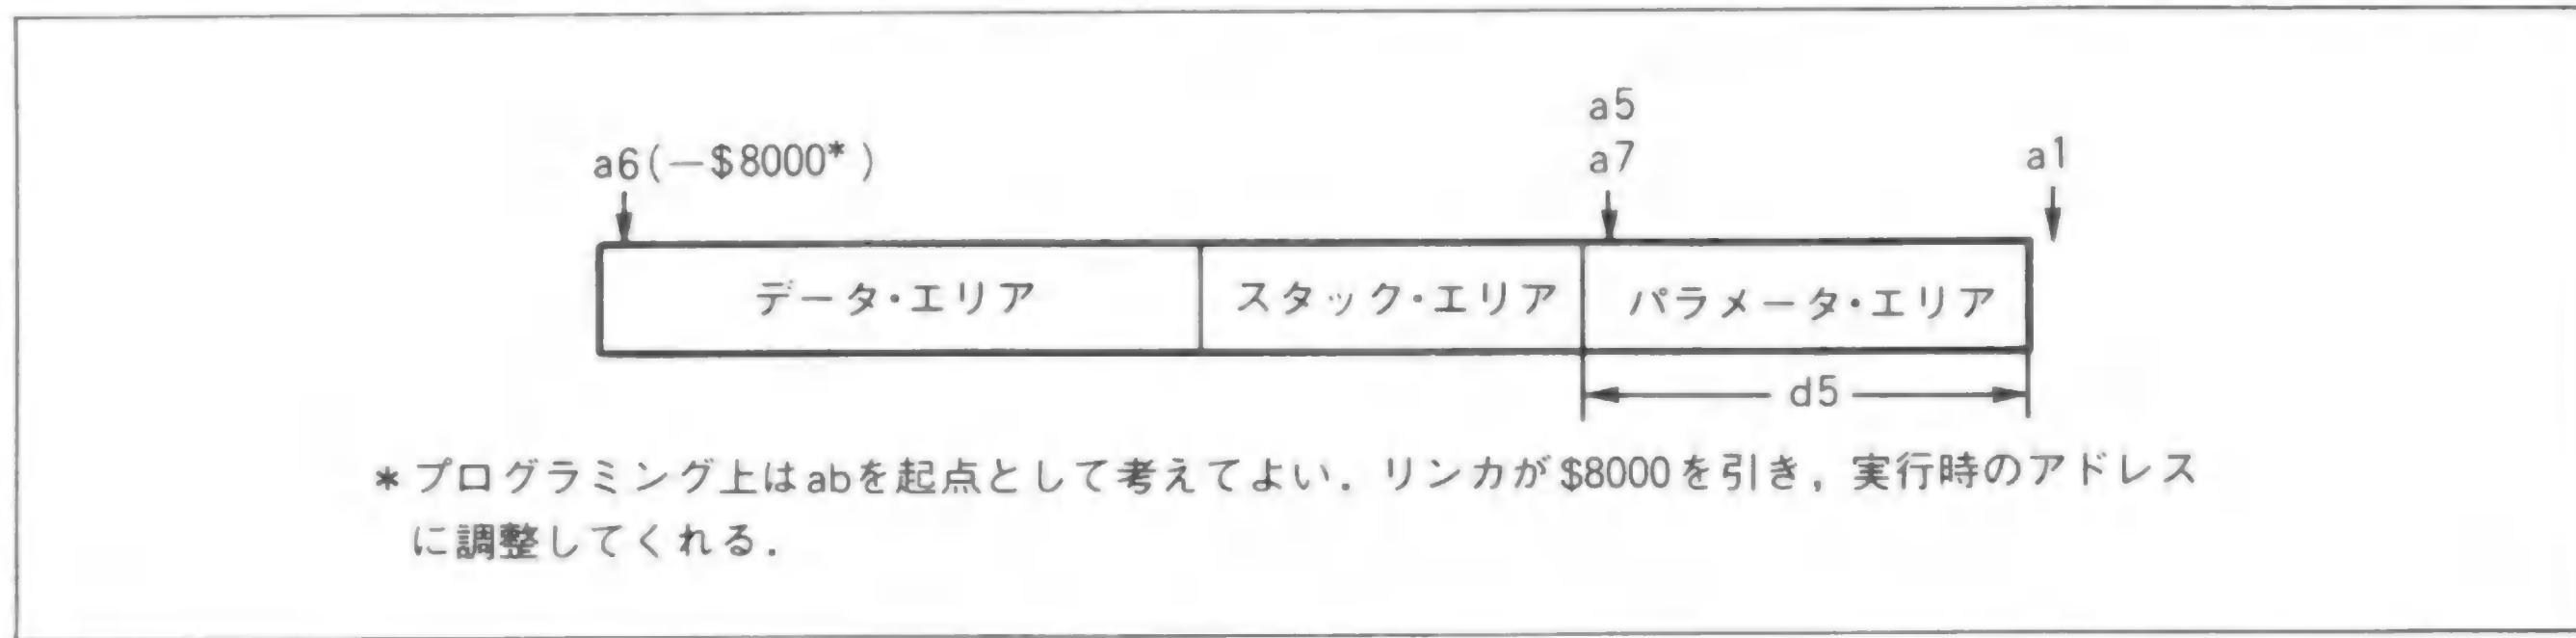 a5
a6(−$8000*)
a7
a1
データ・エリア
スタック・エリア
パラメータ・エリア
d5
* プログラミング上はabを起点として考えてよい．リンカが$8000を引き，実行時のアドレス
に調整してくれる．